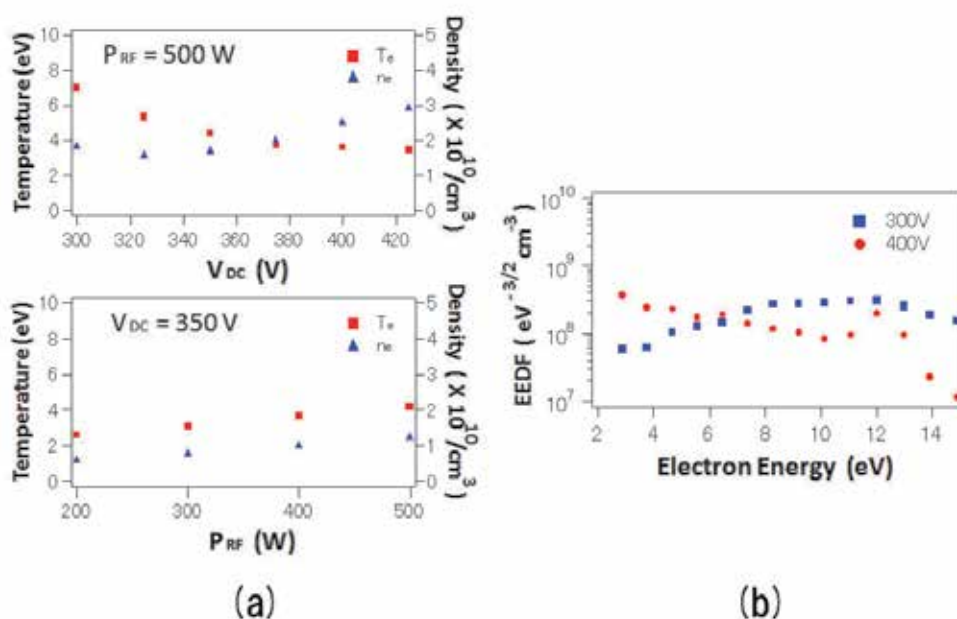 P RF = 500 W
Te
ne
Temperature (eV)
10
8
6
4
2
0
Density ( X 10^10/cm^3 )
5
4
3
2
1
0
300 320 340 360 380 400 420
V DC (V)
V DC = 350 V
Te
ne
Temperature (eV)
10
8
6
4
2
0
Density ( X 10^10/cm^3 )
5
4
3
2
1
0
200 300 400 500
P RF (W)
(a)
EEDF ( eV^-3/2 cm^-3 )
10^10
10^9
10^8
10^7
300V
400V
2 4 6 8 10 12 14
Electron Energy (eV)
(b)